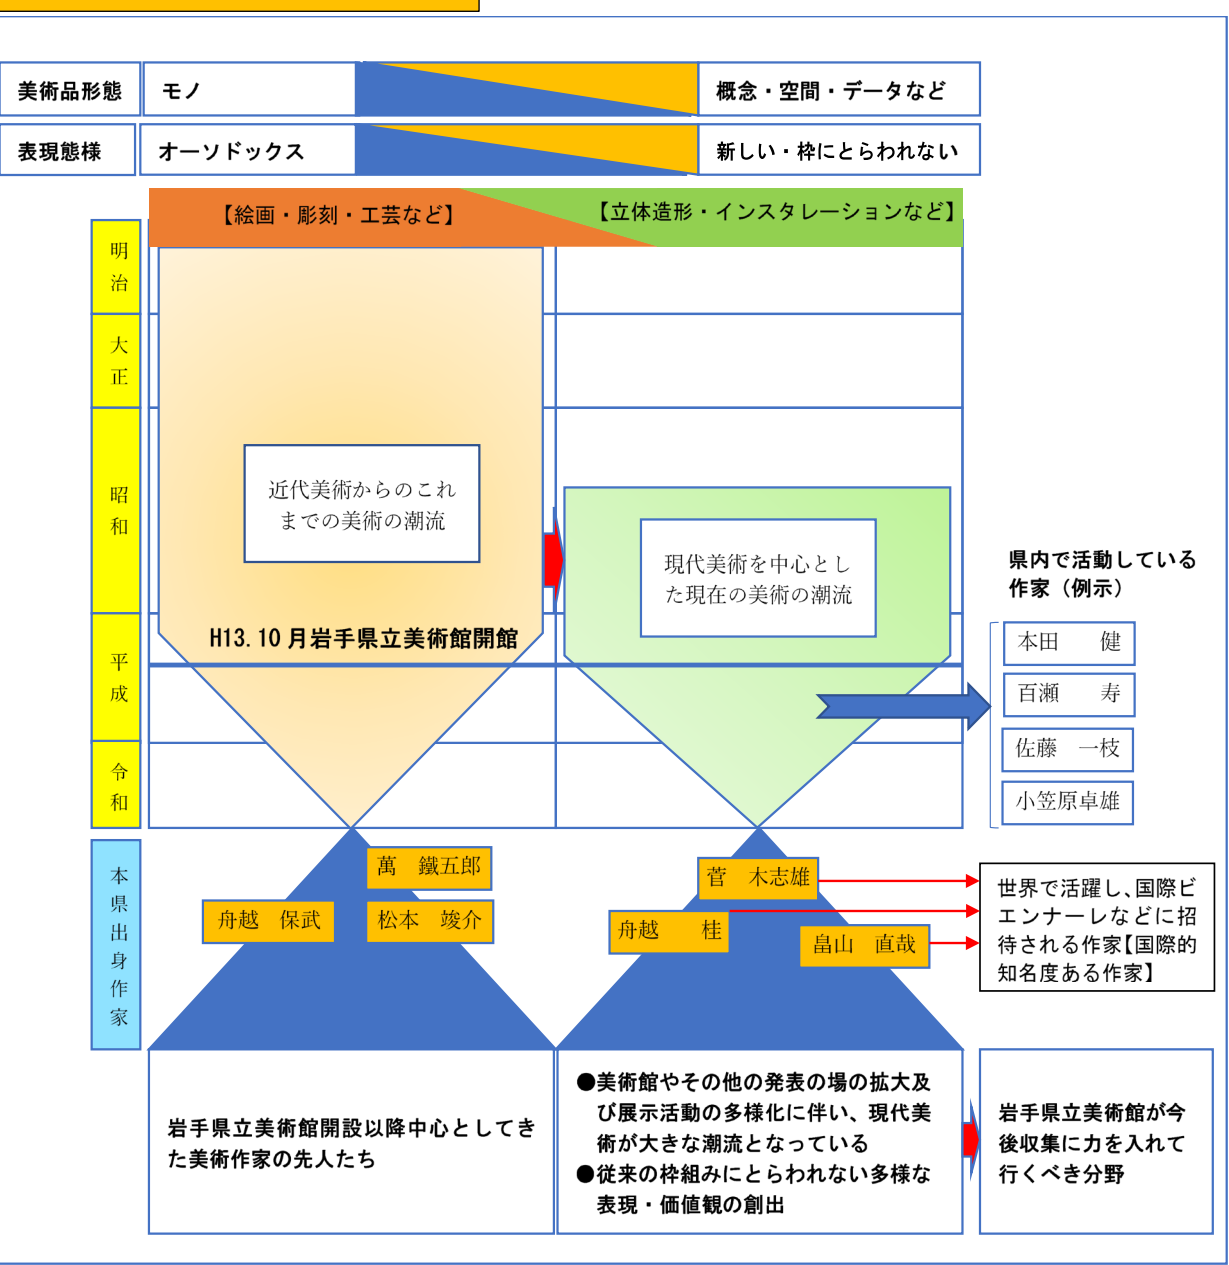 美術品形態 モノ 概念・空間・データなど
表現態様 オーソドックス 新しい・枠にとらわれない
【絵画・彫刻・工芸など】 【立体造形・インスタレーションなど】
明治
大正
昭和
平成
令和
近代美術からのこれ
までの美術の潮流
現代美術を中心とし
た現在の美術の潮流
H13.10月岩手県立美術館開館
県内で活動している
作家（例示）
本田　健
百瀬　寿
佐藤　一枝
小笠原卓雄
本県出身作家
萬　鐵五郎
舟越　保武
松本　竣介
菅　木志雄
舟越　桂
畠山　直哉
世界で活躍し、国際ビ
エンナーレなどに招
待される作家【国際的
知名度ある作家】
岩手県立美術館開設以降中心としてき
た美術作家の先人たち
●美術館やその他の発表の場の拡大及
び展示活動の多様化に伴い、現代美
術が大きな潮流となっている
●従来の枠組みにとらわれない多様な
表現・価値観の創出
岩手県立美術館が今
後収集に力を入れて
行くべき分野